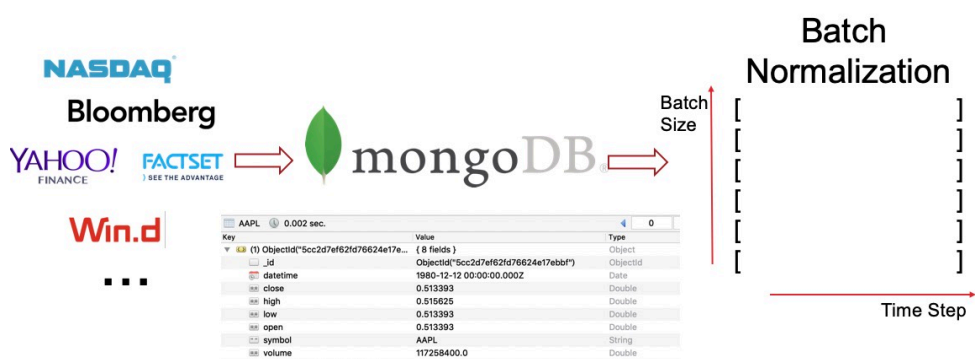 NASDAQ
Bloomberg
YAHOO!
FINANCE
FACTSET
❯ SEE THE ADVANTAGE
Win.d
...
mongoDB®
AAPL 0.002 sec. 0
Key Value Type
(1) ObjectId("5cc2d7ef62fd76624e17e... { 8 fields } Object
_id ObjectId("5cc2d7ef62fd76624e17ebbf") ObjectId
datetime 1980-12-12 00:00:00.000Z Date
close 0.513393 Double
high 0.515625 Double
low 0.513393 Double
open 0.513393 Double
symbol AAPL String
volume 117258400.0 Double
Batch
Normalization
Batch
Size
[ ]
[ ]
[ ]
[ ]
[ ]
[ ]
Time Step